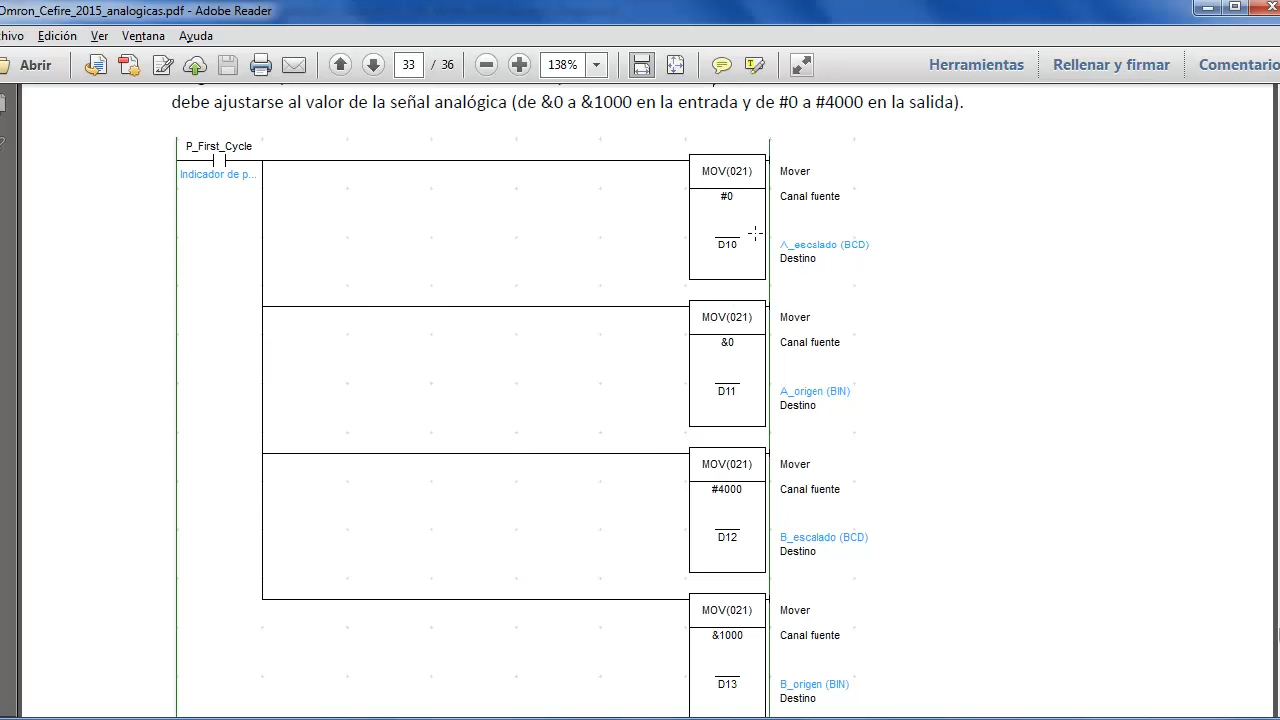 Omron_Cefire_2015_analogicas.pdf - Adobe Reader
hivo Edición Ver Ventana Ayuda
Abrir 33 / 36 138% Herramientas Rellenar y firmar Comentario
debe ajustarse al valor de la señal analógica (de &0 a &1000 en la entrada y de #0 a #4000 en la salida).
P_First_Cycle
Indicador de p...
MOV(021) Mover
#0 Canal fuente
D10 A_escalado (BCD)
Destino
MOV(021) Mover
&0 Canal fuente
D11 A_origen (BIN)
Destino
MOV(021) Mover
#4000 Canal fuente
D12 B_escalado (BCD)
Destino
MOV(021) Mover
&1000 Canal fuente
D13 B_origen (BIN)
Destino